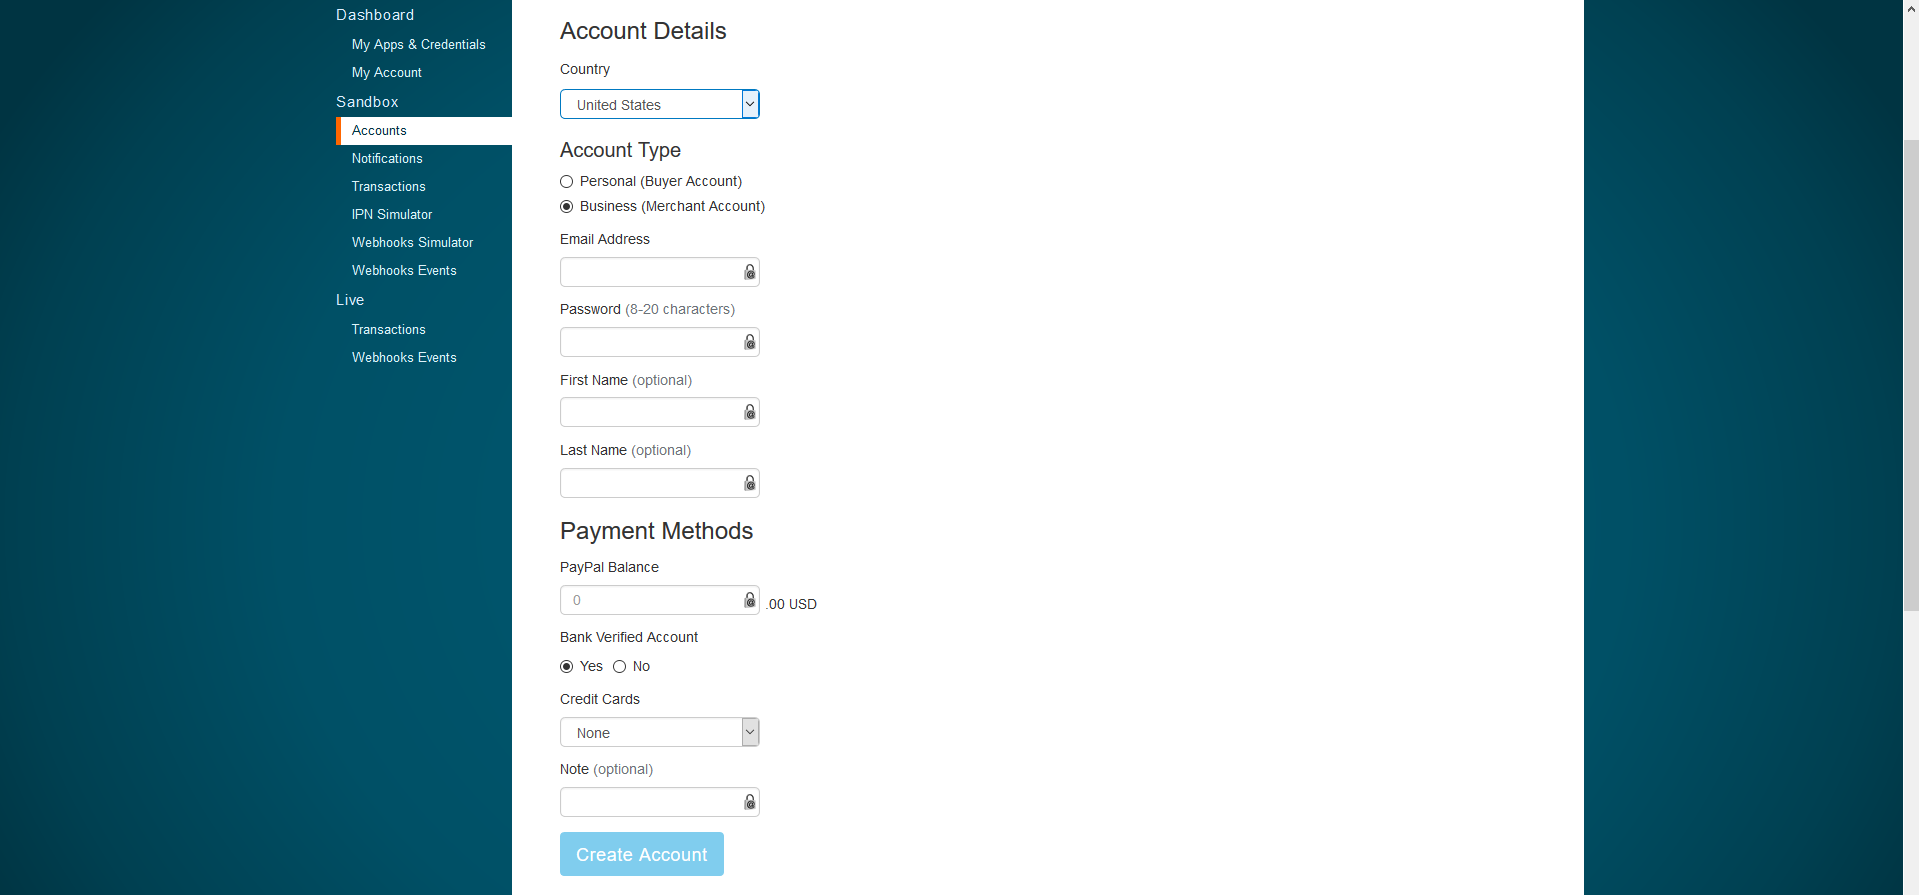 Dashboard
My Apps & Credentials
My Account
Sandbox
Accounts
Notifications
Transactions
IPN Simulator
Webhooks Simulator
Webhooks Events
Live
Transactions
Webhooks Events
Account Details
Country
United States
Account Type
Personal (Buyer Account)
Business (Merchant Account)
Email Address
Password (8-20 characters)
First Name (optional)
Last Name (optional)
Payment Methods
PayPal Balance
0 .00 USD
Bank Verified Account
Yes No
Credit Cards
None
Note (optional)
Create Account